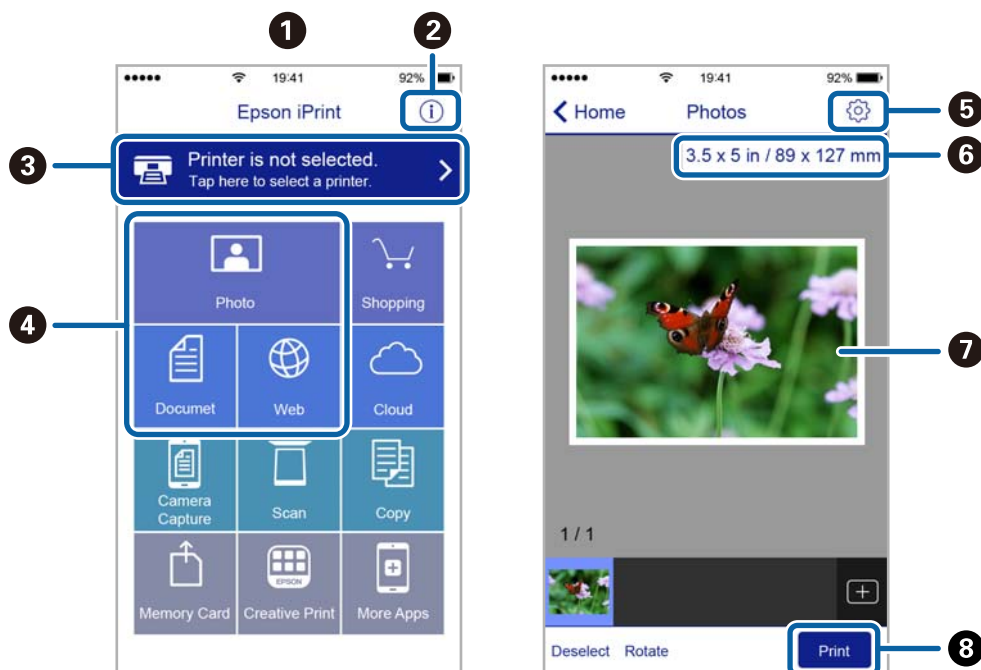 1 2
19:41 92%
Epson iPrint
3
Printer is not selected.
Tap here to select a printer.
4
Photo Shopping
Documet Web Cloud
Camera
Capture Scan Copy
EPSON
Memory Card Creative Print More Apps
19:41 92%
Home Photos
5
3.5 x 5 in / 89 x 127 mm
6
7
1 / 1
Deselect Rotate Print
8